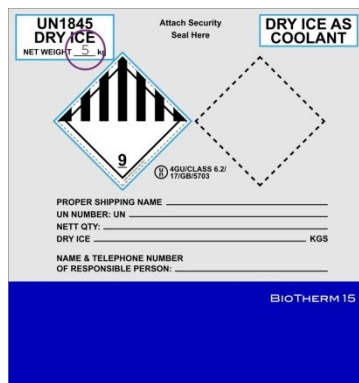 UN1845
DRY ICE
NET WEIGHT 5 kg
Attach Security
Seal Here
DRY ICE AS
COOLANT
9
u n 4GU/CLASS 6.2/
17/GB/5703
PROPER SHIPPING NAME
UN NUMBER: UN
NETT QTY:
DRY ICE KGS
NAME & TELEPHONE NUMBER
OF RESPONSIBLE PERSON:
BIOTHERM 15